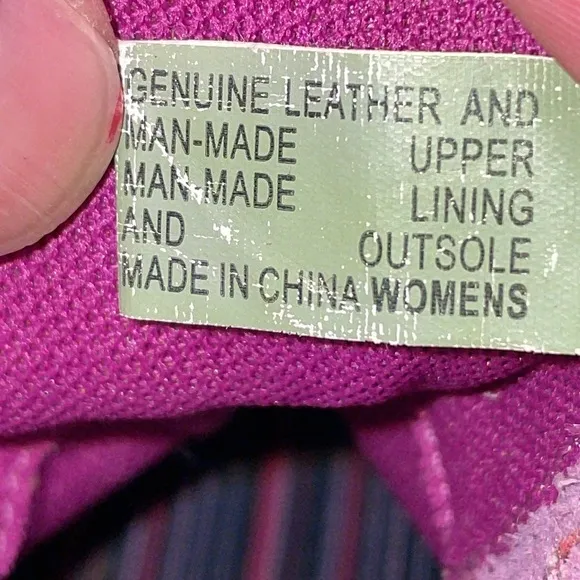 GENUINE LEATHER AND
MAN-MADE UPPER
MAN-MADE LINING
AND OUTSOLE
MADE IN CHINA WOMENS